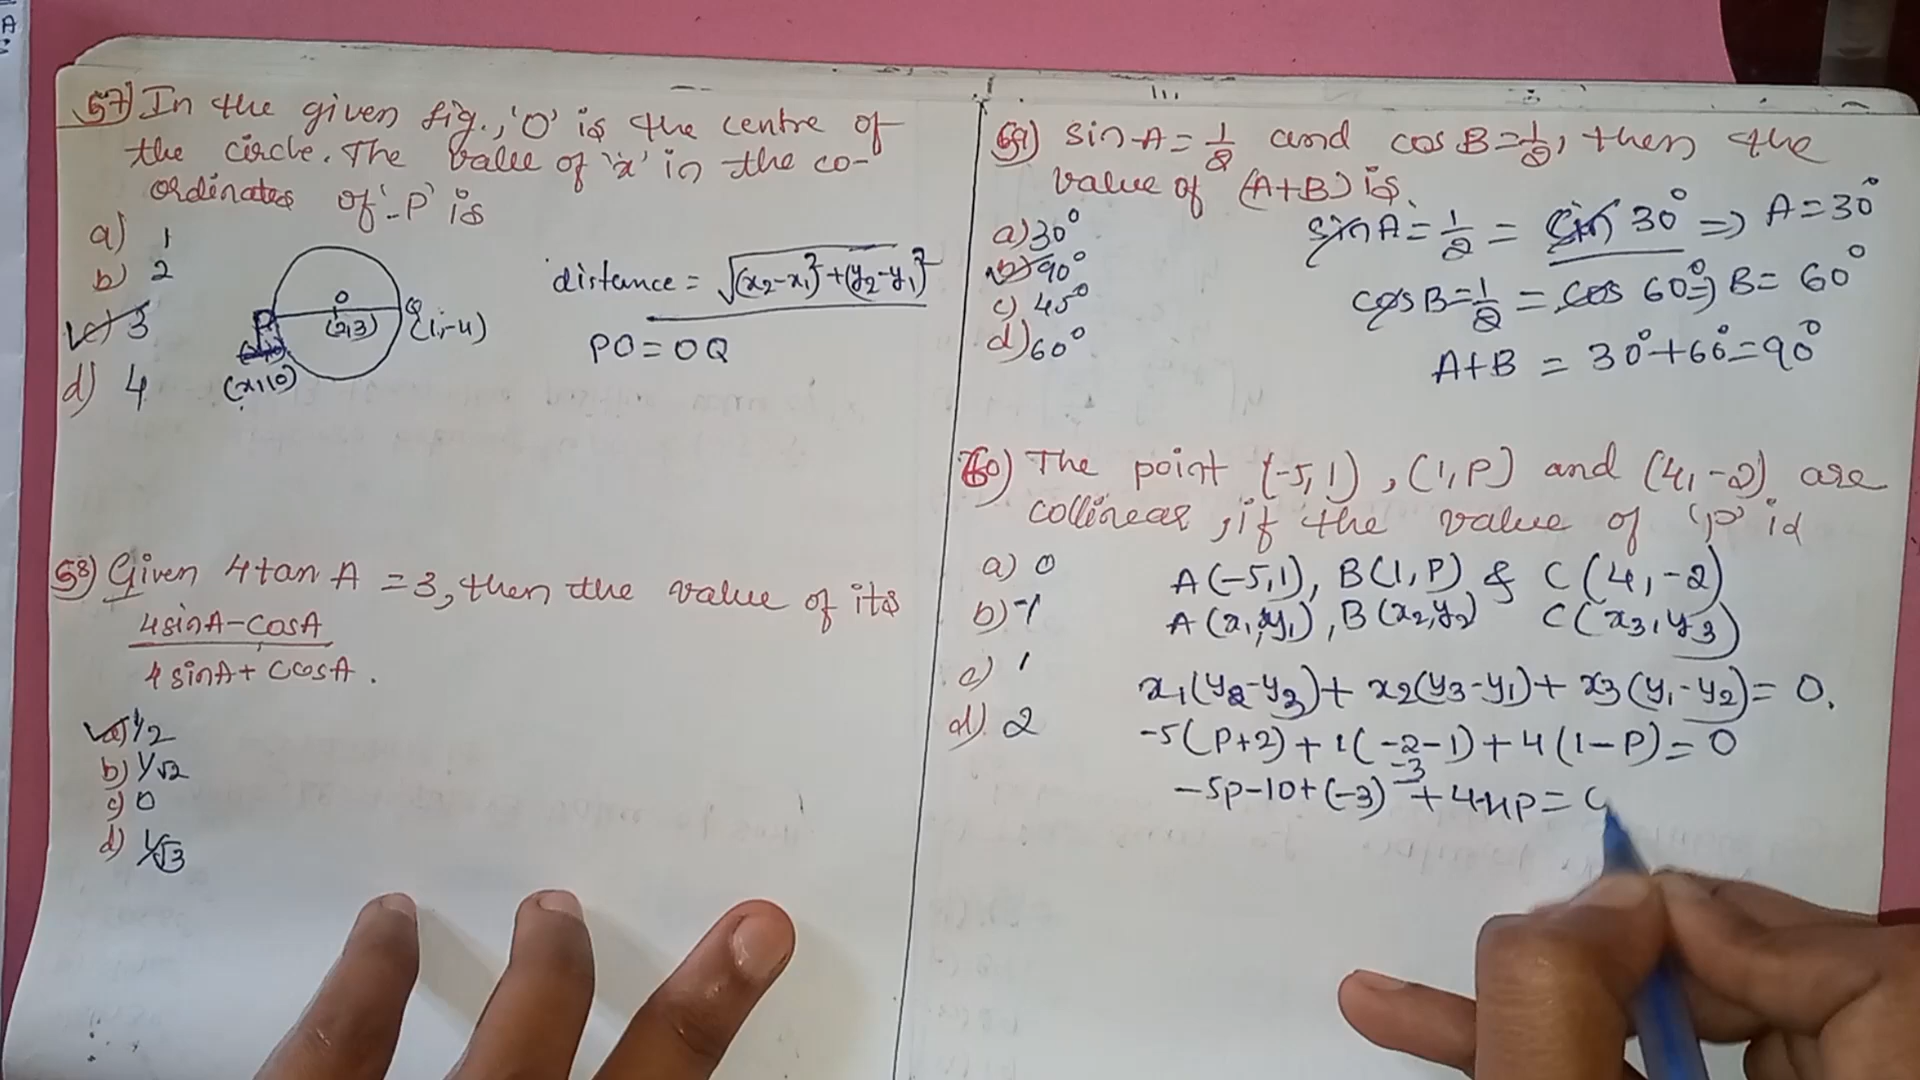 57) In the given fig., 'O' is the centre of
the circle. The value of 'x' in the co-
ordinates of '-P' is
a) 1
b) 2
c) 3
d) 4
O
(2,3)
P
Q
(1,-4)
(x,10)
distance = √(x2-x1)²+(y2-y1)²
PO = OQ
58) Given 4tan A = 3, then the value of its
4sinA-cosA
4sinA+CcosA.
a) 1/2
b) 1/√2
c) 0
d) 1/√3
59) sin A = 1/2 and cos B = 1/2, then the
value of (A+B) is.
a) 30°
b) 90°
c) 45°
d) 60°
sinA = 1/2 = sin 30° => A = 30°
cosB = 1/2 = cos 60° => B = 60°
A+B = 30°+60° = 90°
60) The point (-5,1), (1,P) and (4,-2) are
collinear, if the value of 'p' id
a) 0
b) -1
c) 1
d) 2
A(-5,1), B(1,P) & C(4,-2)
A(x1,y1), B(x2,y2) C(x3,y3)
x1(y2-y3)+ x2(y3-y1)+ x3(y1-y2)= 0.
-5(P+2)+1(-2-1)+4(1-P)=0
-3
-5p-10+(-3)+4-4p=0